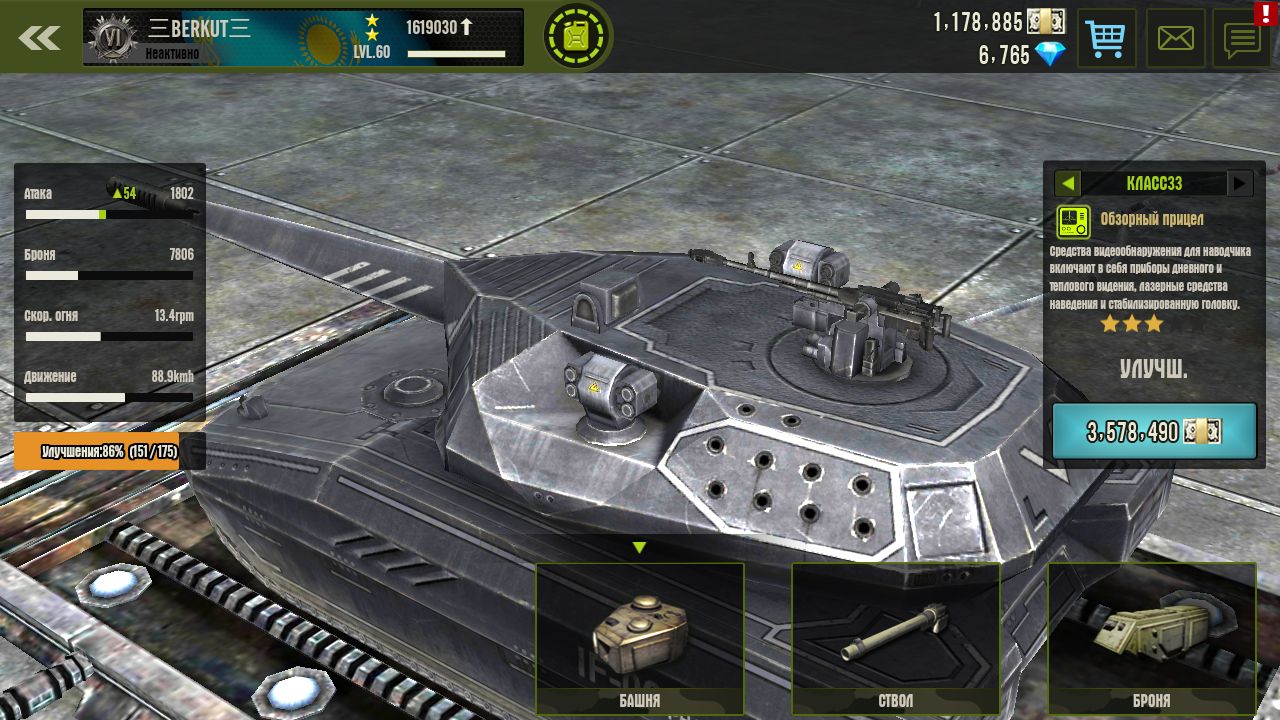 VI
三BERKUT三
Неактивно
LVL.60
1619030
1,178,885
6,765
!
Атака
54
1802
Броня
7806
Скор. огня
13.4rpm
Движение
88.9kmh
Улучшения:86% (151/175)
КЛАСС33
Обзорный прицел
Средства видеообнаружения для наводчика
включают в себя приборы дневного и
теплового видения, лазерные средства
наведения и стабилизированную головку.
УЛУЧШ.
3,578,490
БАШНЯ
СТВОЛ
БРОНЯ